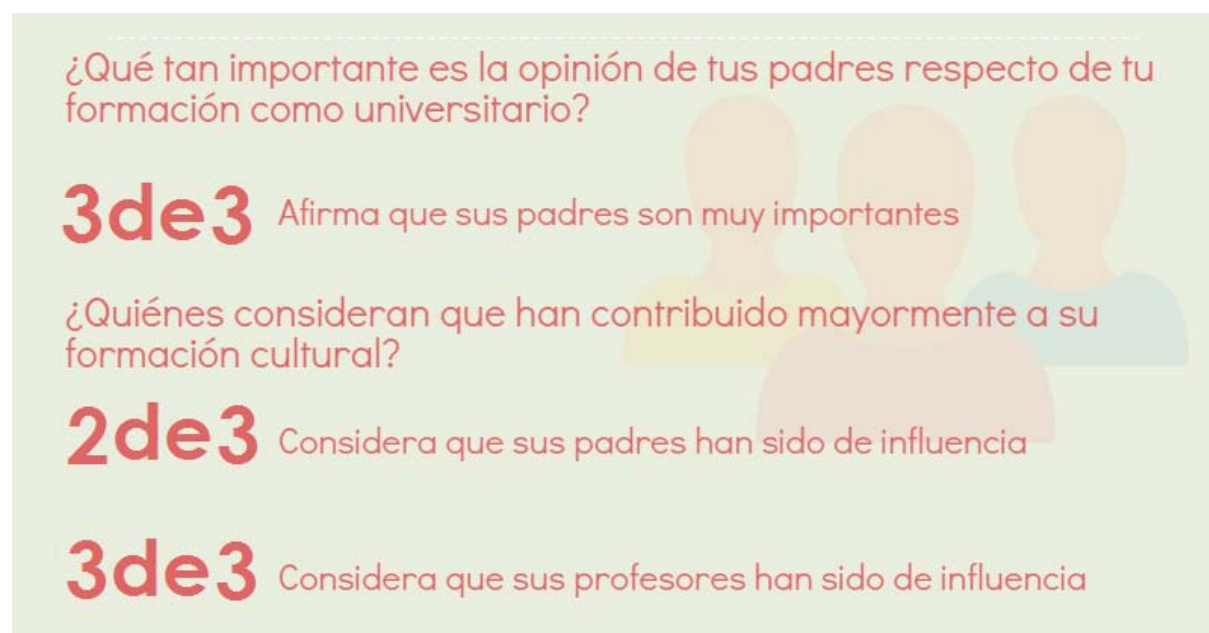 ¿Qué tan importante es la opinión de tus padres respecto de tu
formación como universitario?
3de3 Afirma que sus padres son muy importantes
¿Quiénes consideran que han contribuido mayormente a su
formación cultural?
2de3 Considera que sus padres han sido de influencia
3de3 Considera que sus profesores han sido de influencia